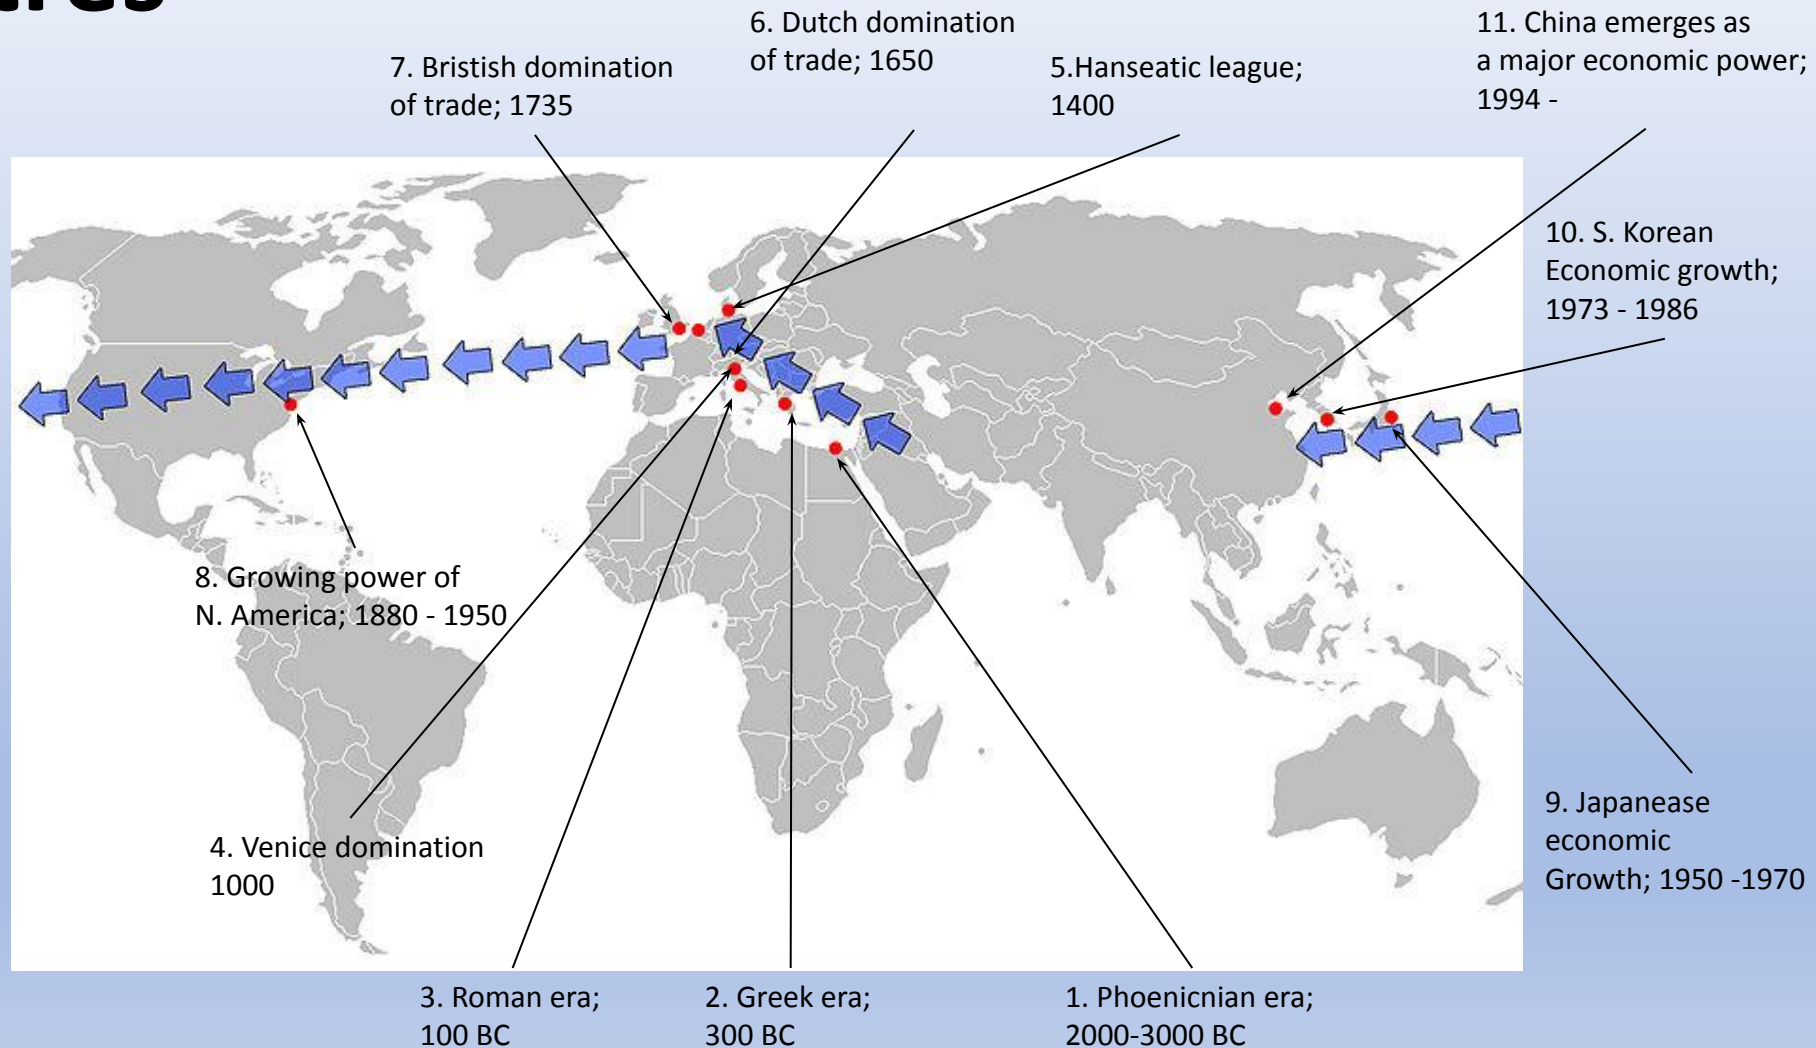 6. Dutch domination
of trade; 1650
11. China emerges as
a major economic power;
1994 -
7. Bristish domination
of trade; 1735
5.Hanseatic league;
1400
10. S. Korean
Economic growth;
1973 - 1986
8. Growing power of
N. America; 1880 - 1950
9. Japanease
economic
Growth; 1950 -1970
4. Venice domination
1000
3. Roman era;
100 BC
2. Greek era;
300 BC
1. Phoenicnian era;
2000-3000 BC